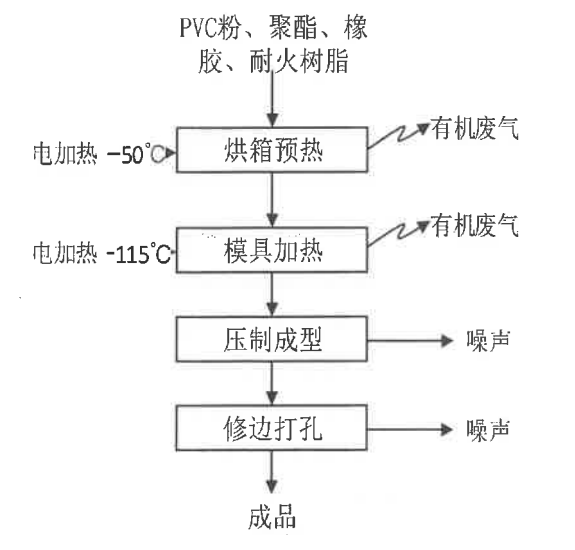 PVC粉、聚酯、橡
胶、耐火树脂
有机废气
电加热 -50℃
烘箱预热
有机废气
电加热 -115℃
模具加热
压制成型
噪声
修边打孔
噪声
成品